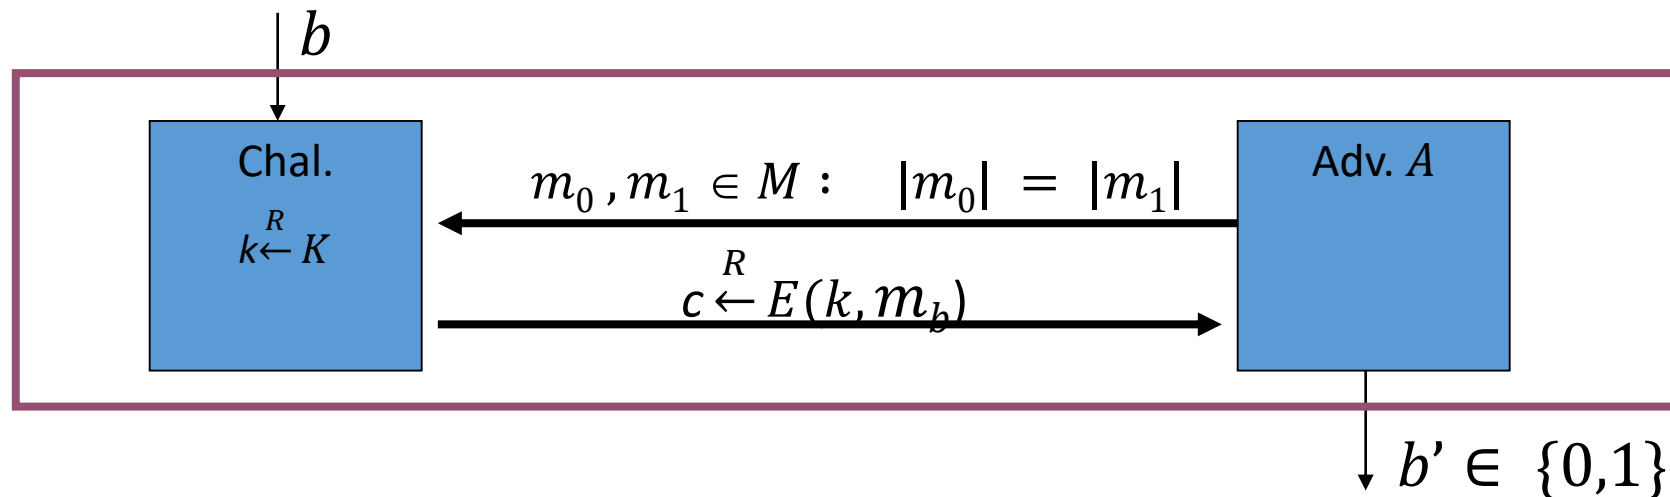 b
Chal.
k ←ᴿ K
m₀ , m₁ ∈ M : |m₀| = |m₁|
c ←ᴿ E(k, m_b)
Adv. A
b’ ∈ {0,1}